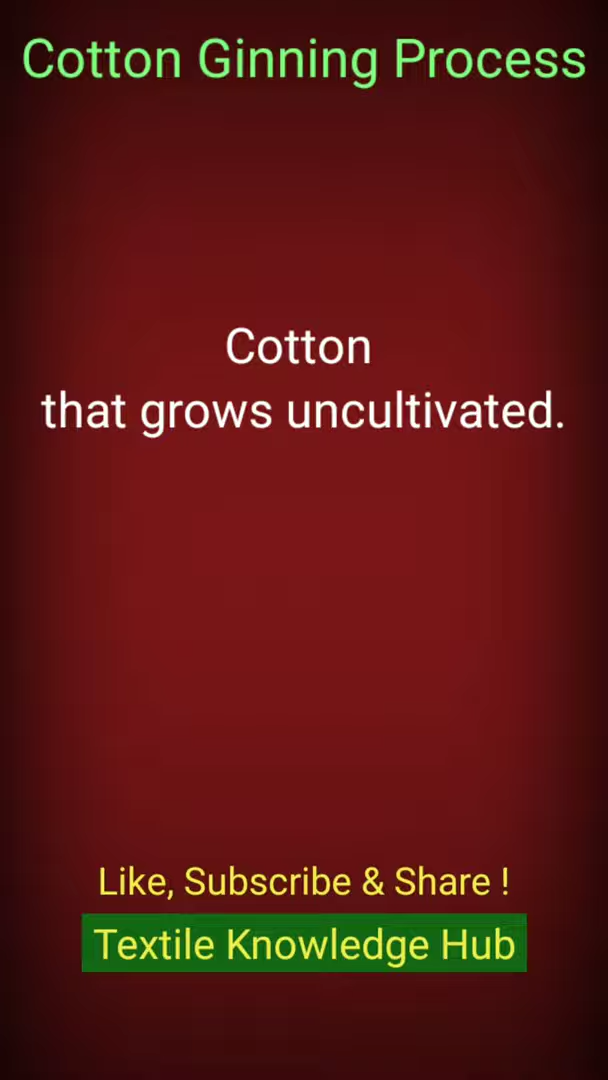 Cotton Ginning Process
Cotton
that grows uncultivated.
Like, Subscribe & Share !
Textile Knowledge Hub